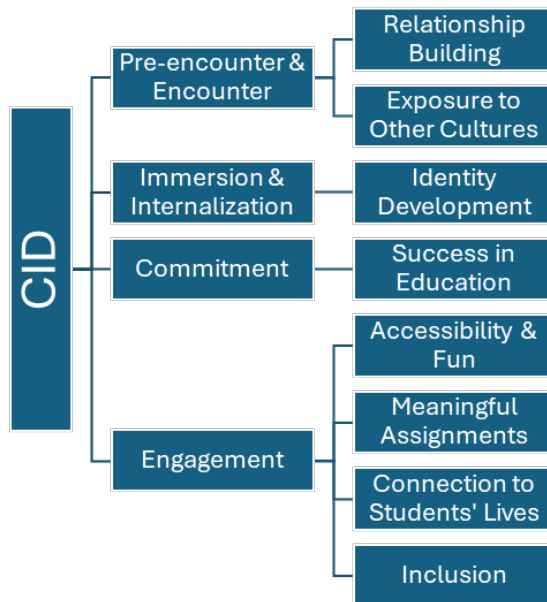 CID
Pre-encounter &
Encounter
Relationship
Building
Exposure to
Other Cultures
Immersion &
Internalization
Identity
Development
Commitment
Success in
Education
Engagement
Accessibility &
Fun
Meaningful
Assignments
Connection to
Students' Lives
Inclusion